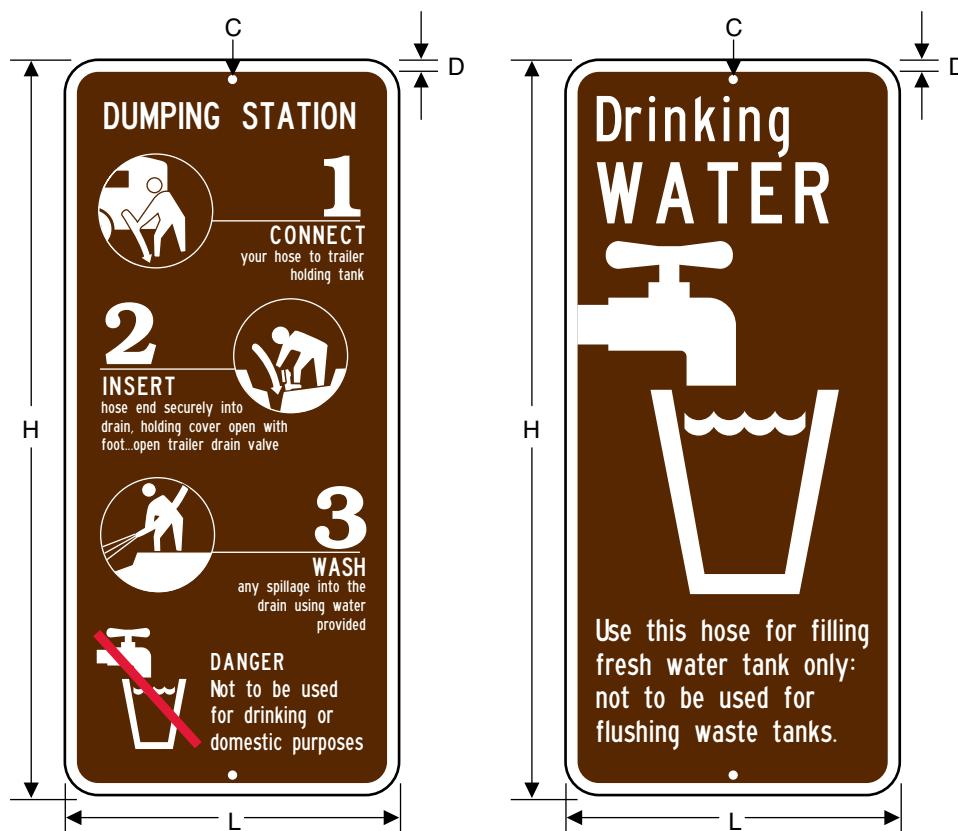 C
D
DUMPING STATION
1
CONNECT
your hose to trailer
holding tank
2
INSERT
hose end securely into
drain, holding cover open with
foot...open trailer drain valve
3
WASH
any spillage into the
drain using water
provided
DANGER
Not to be used
for drinking or
domestic purposes
H
L
C
D
Drinking
WATER
Use this hose for filling
fresh water tank only:
not to be used for
flushing waste tanks.
H
L